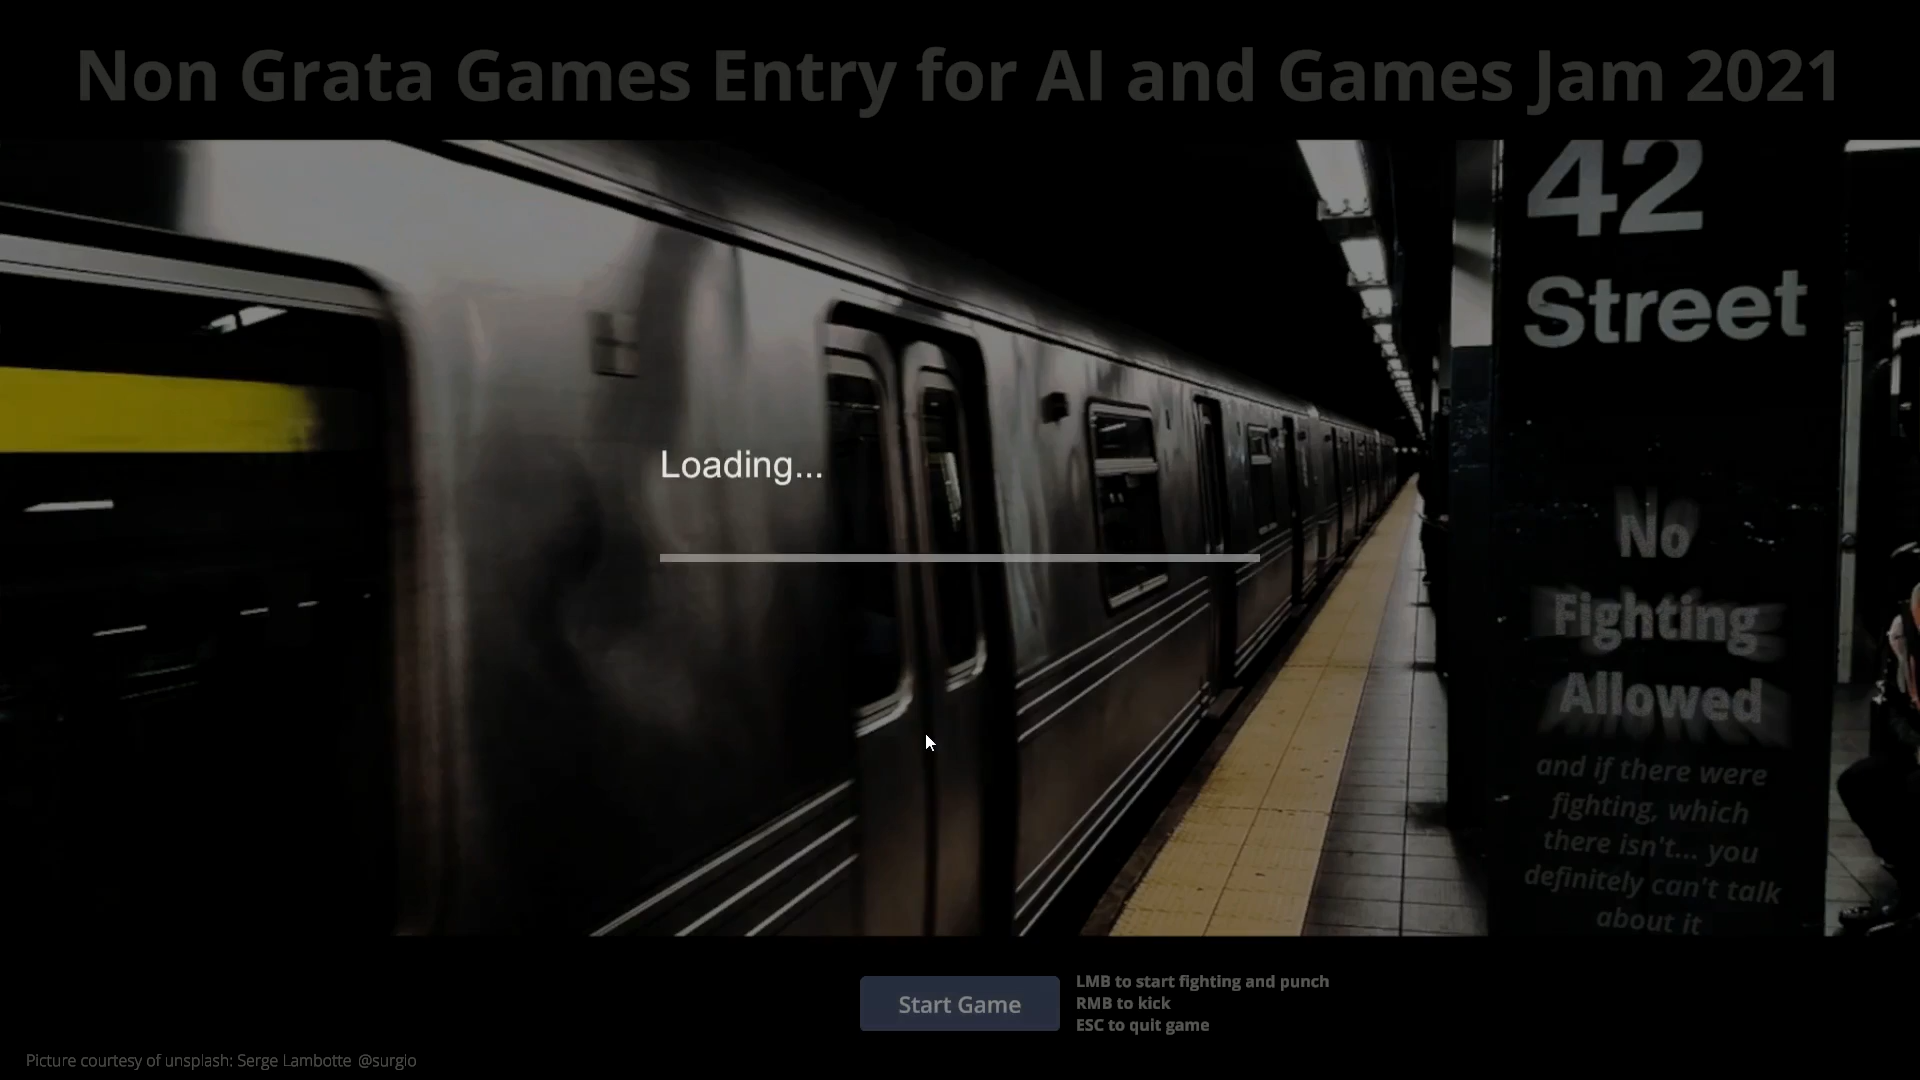 Non Grata Games Entry for AI and Games Jam 2021
42
Street
Loading...
No
Fighting
Allowed
and if there were
fighting, which
there isn't... you
definitely can't talk
about it
Start Game
LMB to start fighting and punch
RMB to kick
ESC to quit game
Picture courtesy of unsplash: Serge Lambotte @surgio